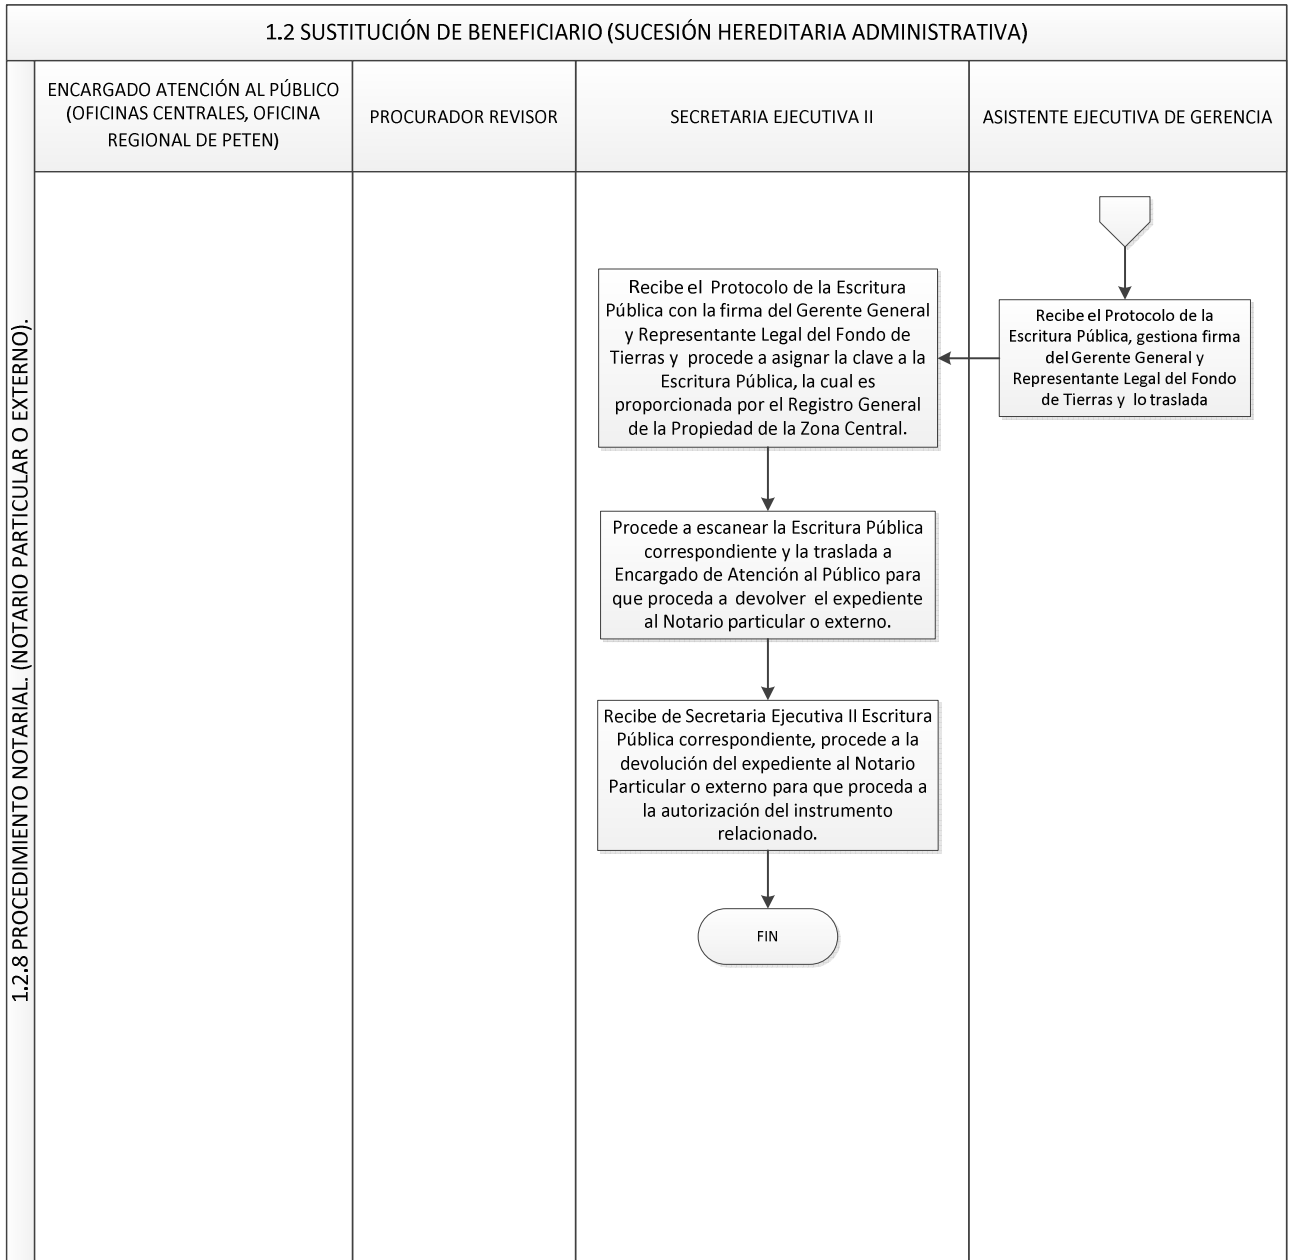 1.2 SUSTITUCIÓN DE BENEFICIARIO (SUCESIÓN HEREDITARIA ADMINISTRATIVA)
1.2.8 PROCEDIMIENTO NOTARIAL. (NOTARIO PARTICULAR O EXTERNO).
ENCARGADO ATENCIÓN AL PÚBLICO
(OFICINAS CENTRALES, OFICINA
REGIONAL DE PETEN)
PROCURADOR REVISOR
SECRETARIA EJECUTIVA II
ASISTENTE EJECUTIVA DE GERENCIA
Recibe el Protocolo de la
Escritura Pública, gestiona firma
del Gerente General y
Representante Legal del Fondo
de Tierras y lo traslada
Recibe el Protocolo de la Escritura
Pública con la firma del Gerente General
y Representante Legal del Fondo de
Tierras y procede a asignar la clave a la
Escritura Pública, la cual es
proporcionada por el Registro General
de la Propiedad de la Zona Central.
Procede a escanear la Escritura Pública
correspondiente y la traslada a
Encargado de Atención al Público para
que proceda a devolver el expediente
al Notario particular o externo.
Recibe de Secretaria Ejecutiva II Escritura
Pública correspondiente, procede a la
devolución del expediente al Notario
Particular o externo para que proceda a
la autorización del instrumento
relacionado.
FIN